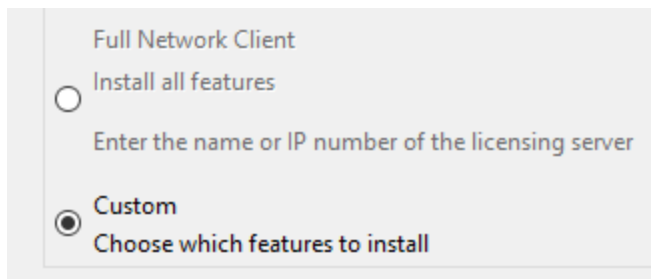 Full Network Client
Install all features
Enter the name or IP number of the licensing server
Custom
Choose which features to install